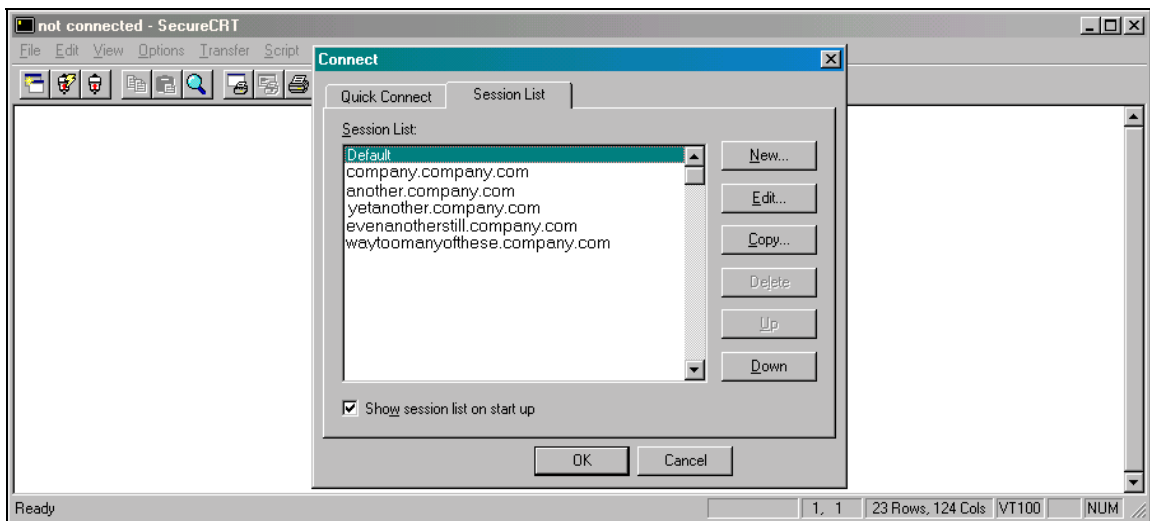 not connected - SecureCRT
File Edit View Options Transfer Script
Connect
Quick Connect Session List
Session List:
Default
company.company.com
another.company.com
yetanother.company.com
evenanotherstill.company.com
waytoomanyofthese.company.com
New...
Edit...
Copy...
Delete
Up
Down
Show session list on start up
OK Cancel
Ready 1, 1 23 Rows, 124 Cols VT100 NUM